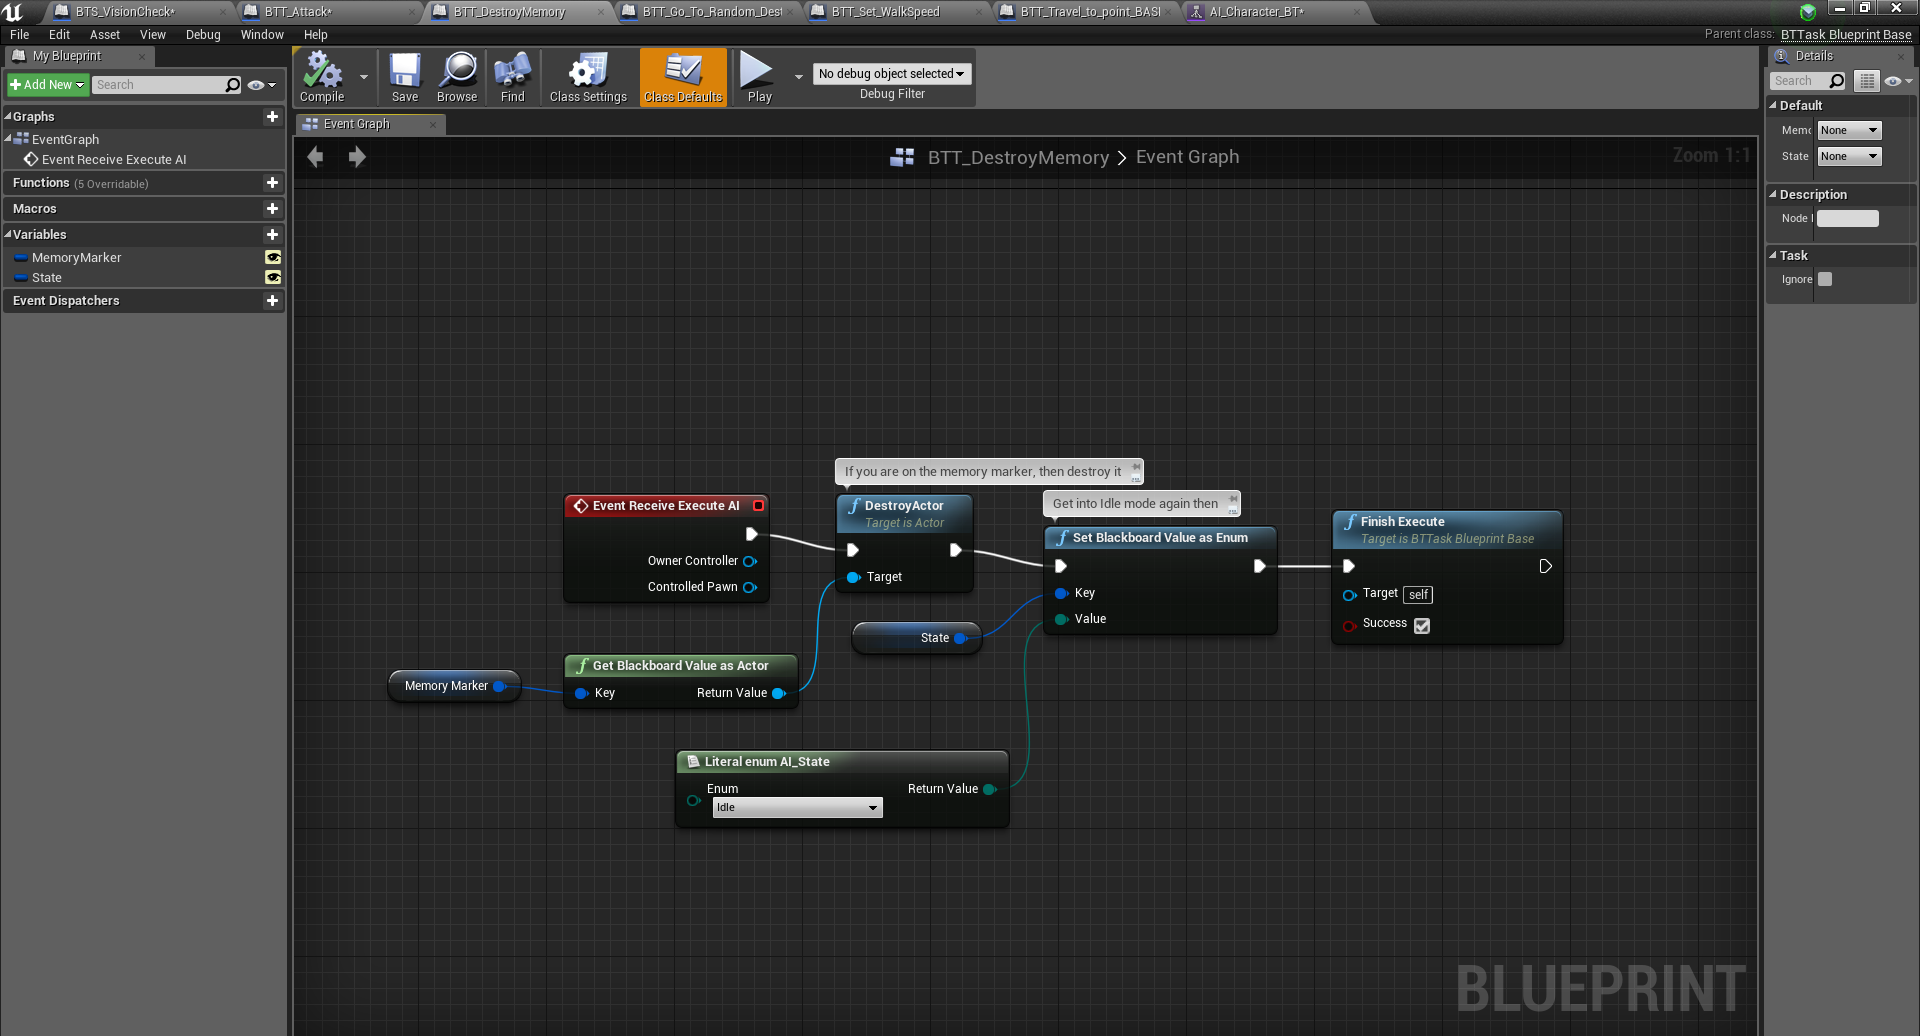 BTS_VisionCheck*
BTT_Attack*
BTT_DestroyMemory
BTT_Go_To_Random_Dest
BTT_Set_WalkSpeed
BTT_Travel_to_point_BASI
AI_Character_BT*
File Edit Asset View Debug Window Help
Parent class: BTTask Blueprint Base
My Blueprint
Add New
Search
Graphs
EventGraph
Event Receive Execute AI
Functions (5 Overridable)
Macros
Variables
MemoryMarker
State
Event Dispatchers
Compile
Save
Browse
Find
Class Settings
Class Defaults
Play
No debug object selected
Debug Filter
Event Graph
BTT_DestroyMemory > Event Graph
Zoom 1:1
If you are on the memory marker, then destroy it
Get into Idle mode again then
Event Receive Execute AI
Owner Controller
Controlled Pawn
DestroyActor
Target is Actor
Target
Set Blackboard Value as Enum
Key
Value
Finish Execute
Target is BTTask Blueprint Base
Target self
Success
State
Memory Marker
Get Blackboard Value as Actor
Key Return Value
Literal enum AI_State
Enum Return Value
Idle
BLUEPRINT
Details
Search
Default
Memo None
State None
Description
Node I
Task
Ignore